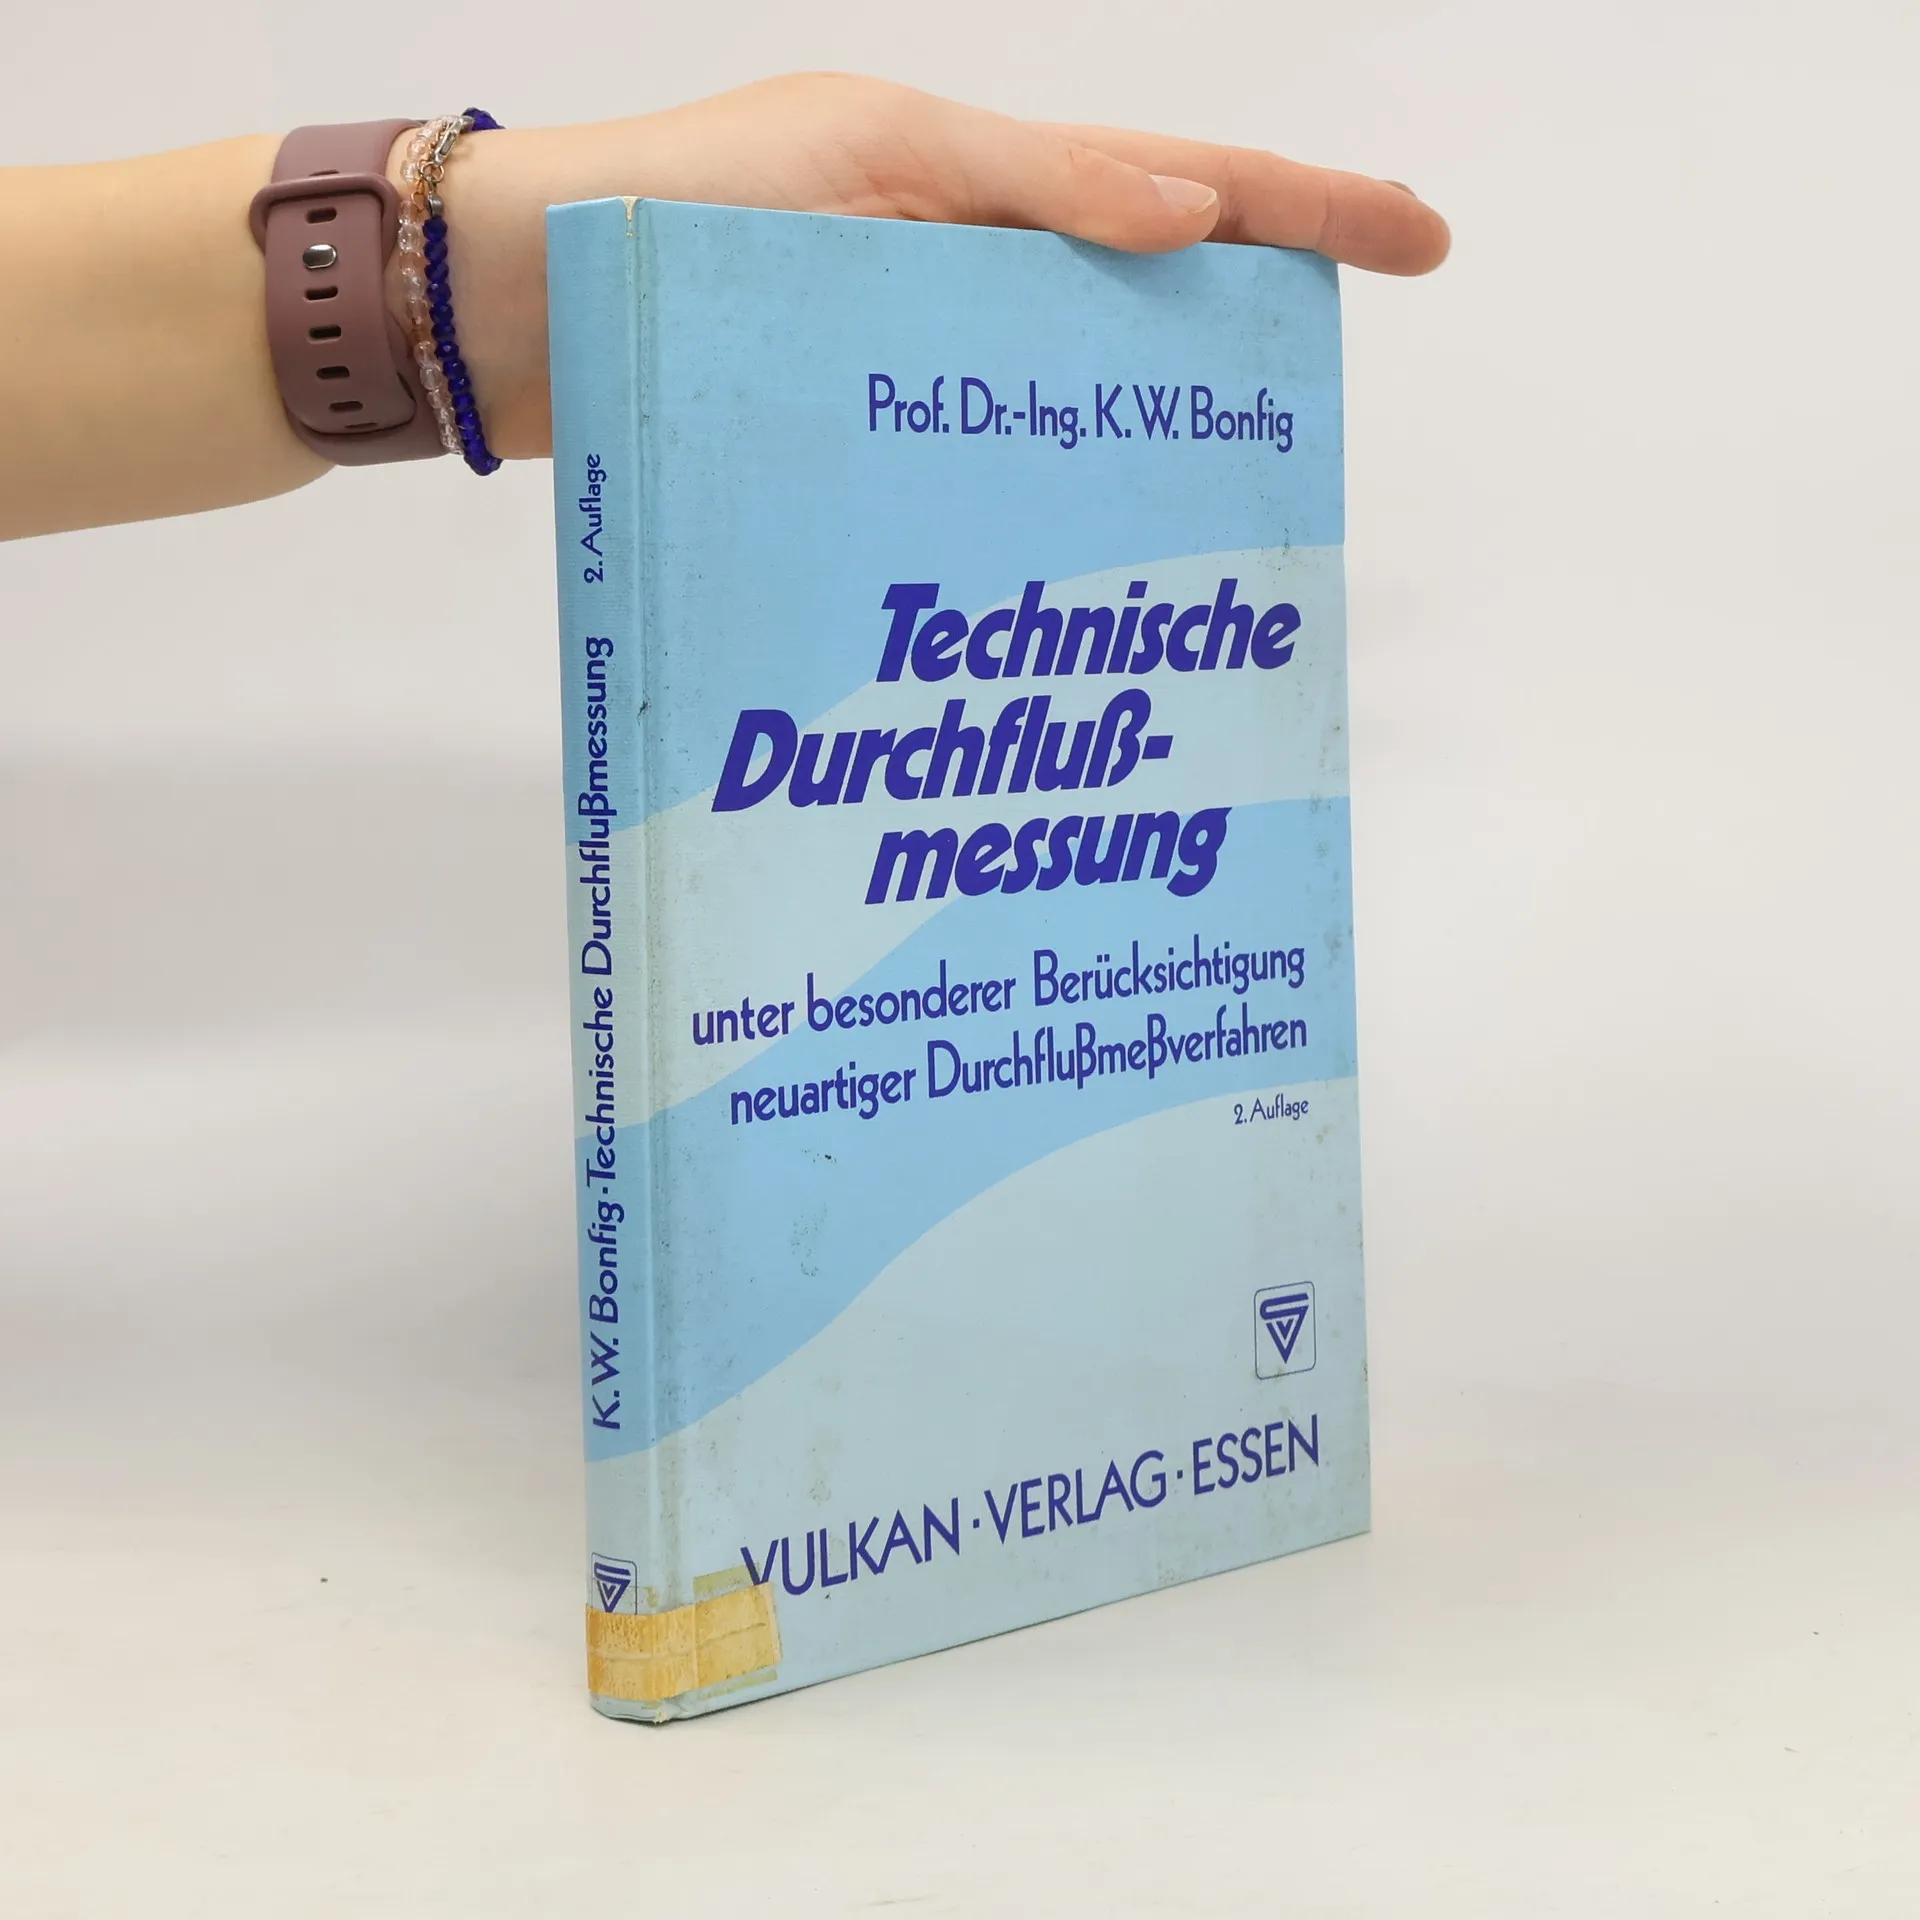 Prof. Dr.-Ing. K. W. Bonfig
Technische
Durchfluß-
messung
unter besonderer Berücksichtigung
neuartiger Durchflußmeßverfahren
2. Auflage
VULKAN · VERLAG · ESSEN
K. W. Bonfig · Technische Durchflußmessung 2. Auflage